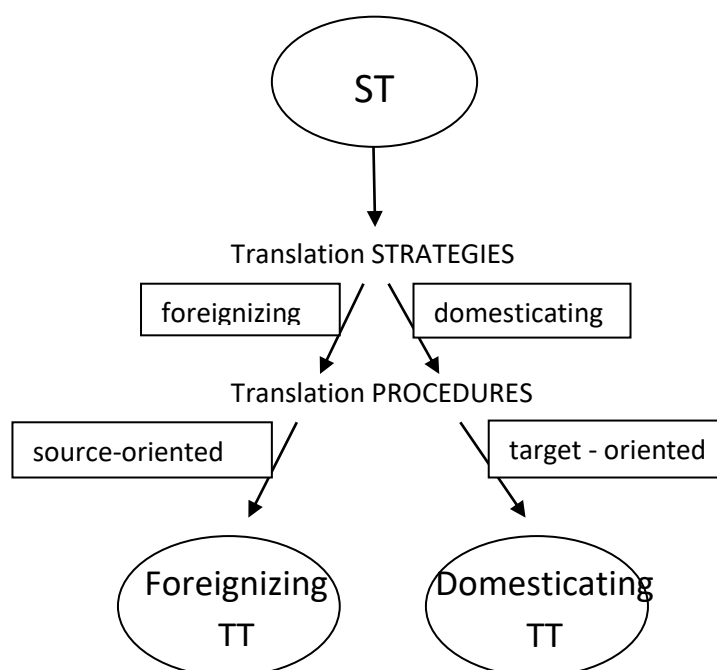 ST
Translation STRATEGIES
foreignizing
domesticating
Translation PROCEDURES
source-oriented
target - oriented
Foreignizing
TT
Domesticating
TT